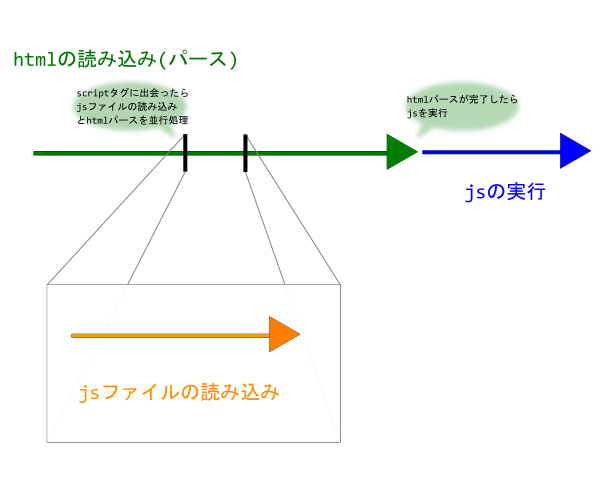 htmlの読み込み(パース)
scriptタグに出会ったら
jsファイルの読み込み
とhtmlパースを並行処理
htmlパースが完了したら
jsを実行
jsの実行
jsファイルの読み込み